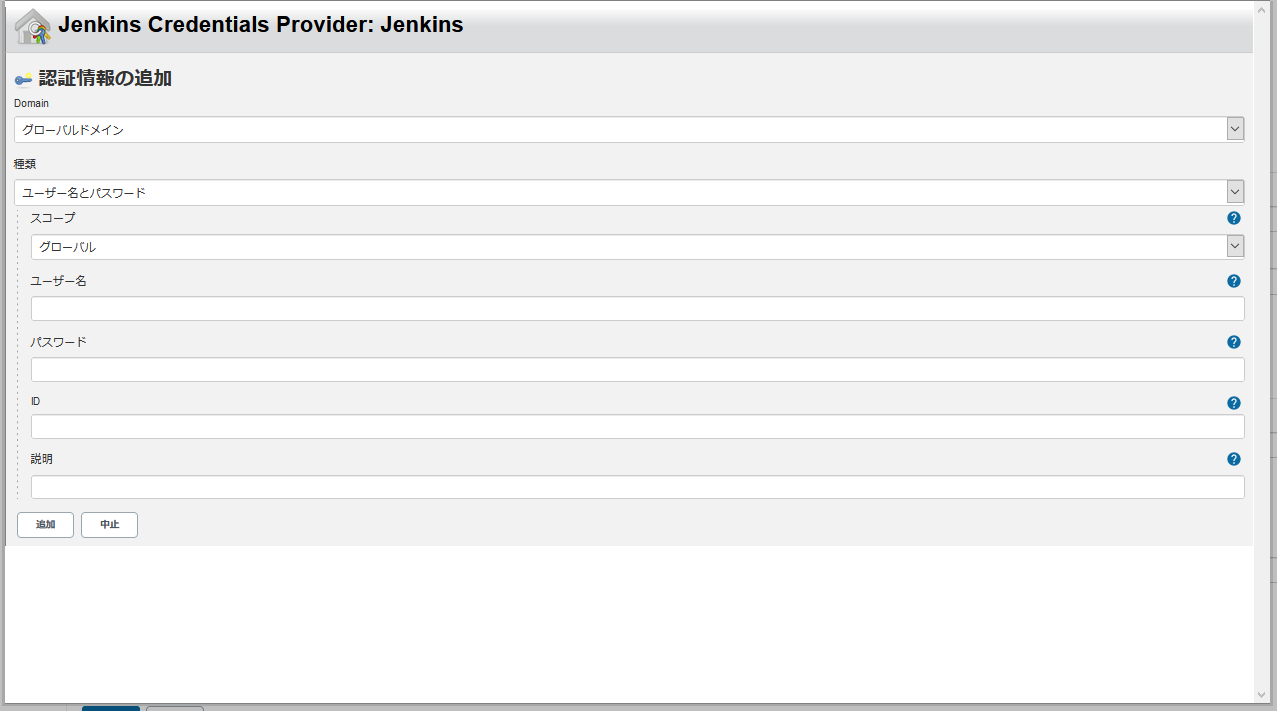 Jenkins Credentials Provider: Jenkins
認証情報の追加
Domain
グローバルドメイン
種類
ユーザー名とパスワード
スコープ
グローバル
ユーザー名
パスワード
ID
説明
追加 中止